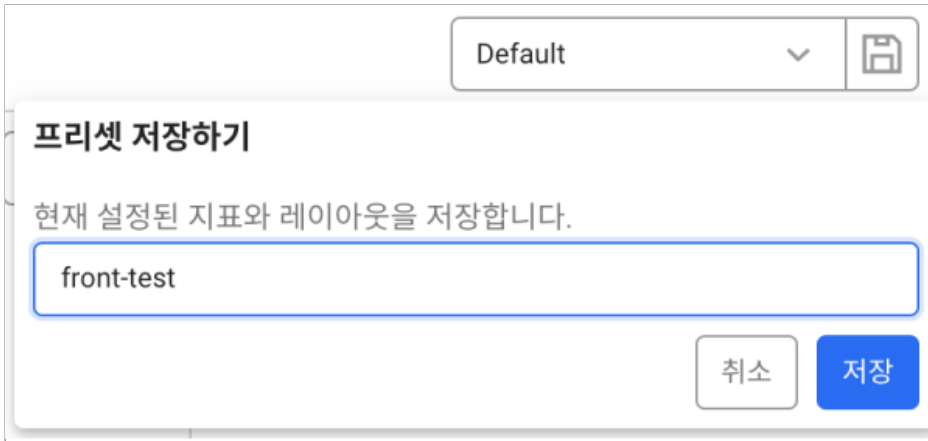 Default
프리셋 저장하기
현재 설정된 지표와 레이아웃을 저장합니다.
front-test
취소 저장